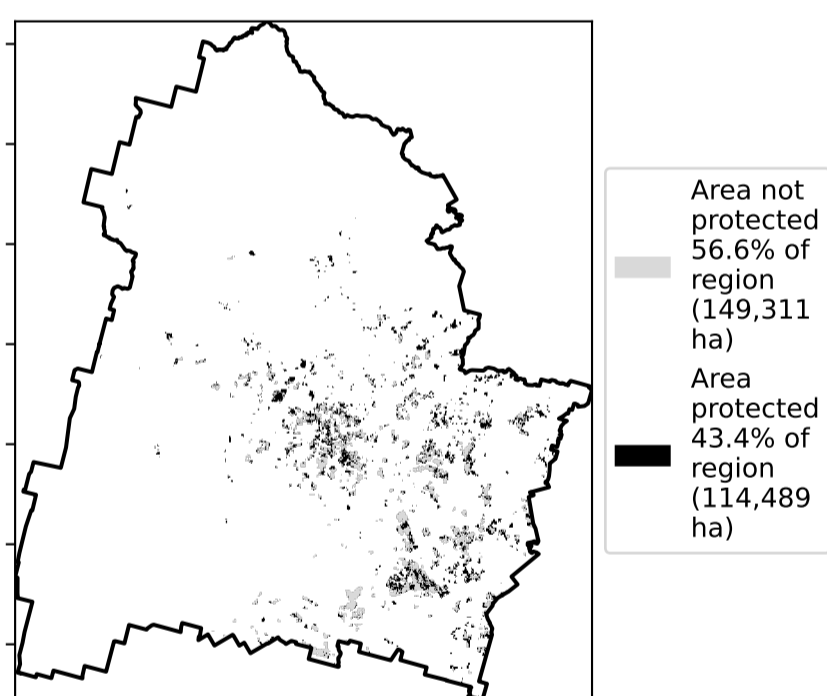 Area not
protected
56.6% of
region
(149,311
ha)
Area
protected
43.4% of
region
(114,489
ha)